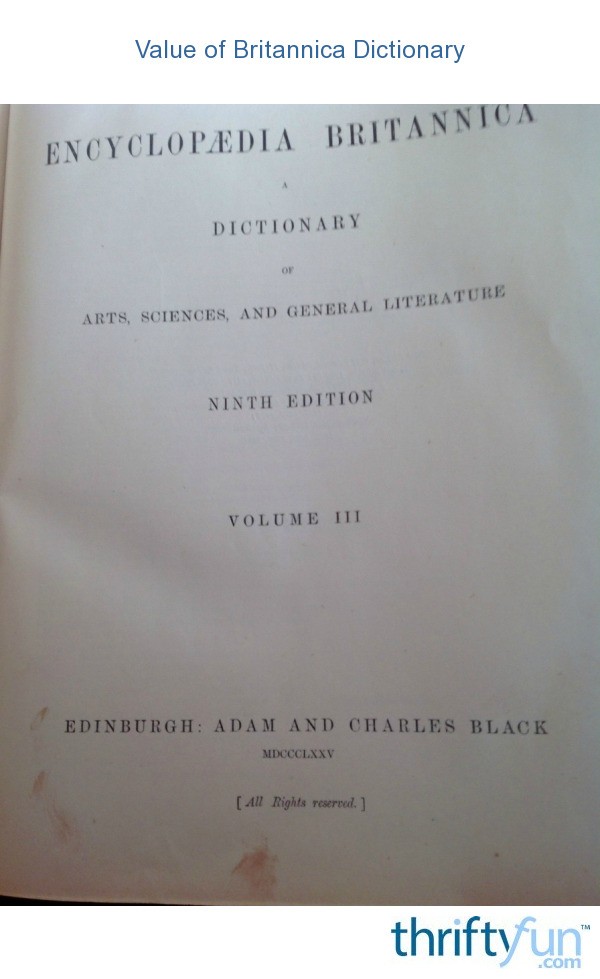 Value of Britannica Dictionary
ENCYCLOPÆDIA BRITANNICA
A
DICTIONARY
OF
ARTS, SCIENCES, AND GENERAL LITERATURE
NINTH EDITION
VOLUME III
EDINBURGH: ADAM AND CHARLES BLACK
MDCCCLXXV
[ All Rights reserved. ]
thriftyfun™
.com